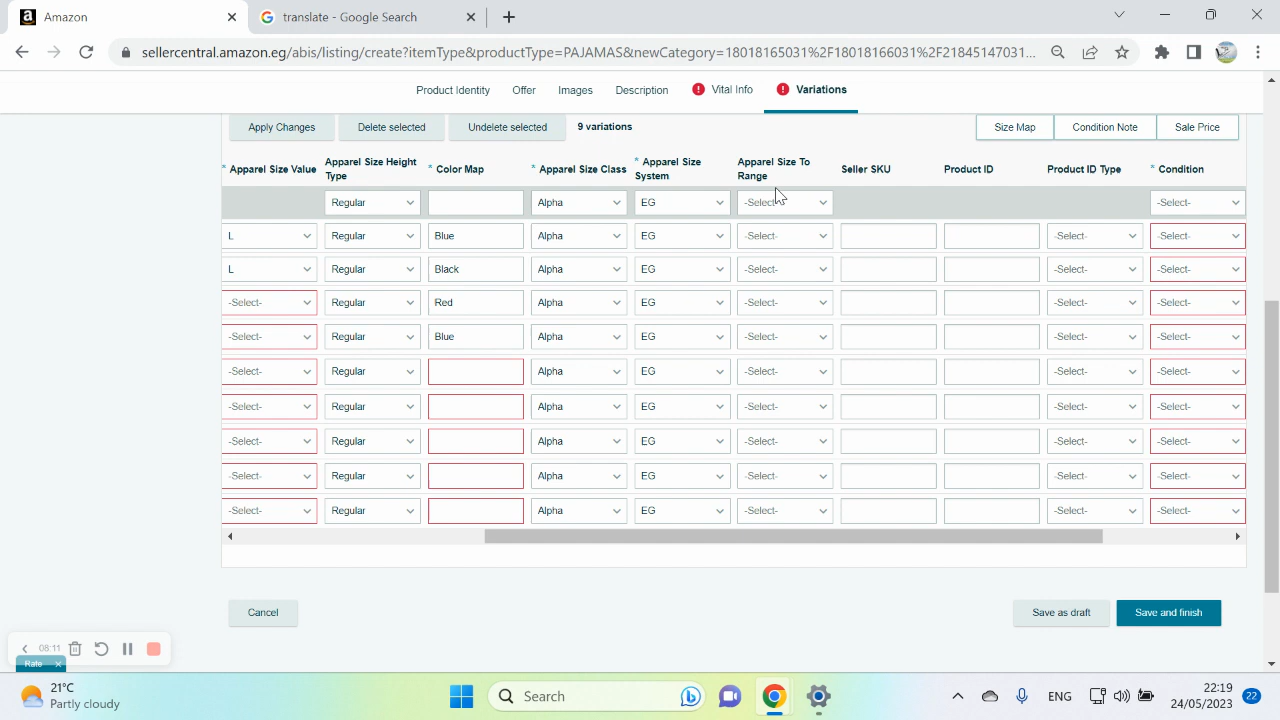 Amazon
translate - Google Search
sellercentral.amazon.eg/abis/listing/create?itemType&productType=PAJAMAS&newCategory=18018165031%2F18018166031%2F21845147031...
Product Identity Offer Images Description Vital Info Variations
Apply Changes Delete selected Undelete selected 9 variations Size Map Condition Note Sale Price
* Apparel Size Value Apparel Size Height Type * Color Map * Apparel Size Class * Apparel Size System Apparel Size To Range Seller SKU Product ID Product ID Type * Condition
Regular Alpha EG -Select- -Select-
L Regular Blue Alpha EG -Select- -Select- -Select-
L Regular Black Alpha EG -Select- -Select- -Select-
-Select- Regular Red Alpha EG -Select- -Select- -Select-
-Select- Regular Blue Alpha EG -Select- -Select- -Select-
-Select- Regular Alpha EG -Select- -Select- -Select-
-Select- Regular Alpha EG -Select- -Select- -Select-
-Select- Regular Alpha EG -Select- -Select- -Select-
-Select- Regular Alpha EG -Select- -Select- -Select-
-Select- Regular Alpha EG -Select- -Select- -Select-
Cancel Save as draft Save and finish
08:11
Rate
21°C
Partly cloudy
Search
ENG
22:19
24/05/2023
22